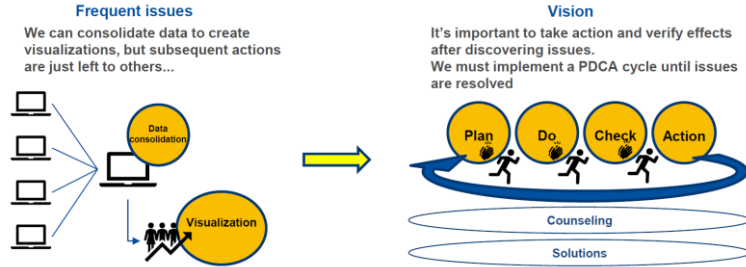 Frequent issues
We can consolidate data to create
visualizations, but subsequent actions
are just left to others...
Data
consolidation
Visualization
Vision
It's important to take action and verify effects
after discovering issues.
We must implement a PDCA cycle until issues
are resolved
Plan
Do
Check
Action
Counseling
Solutions